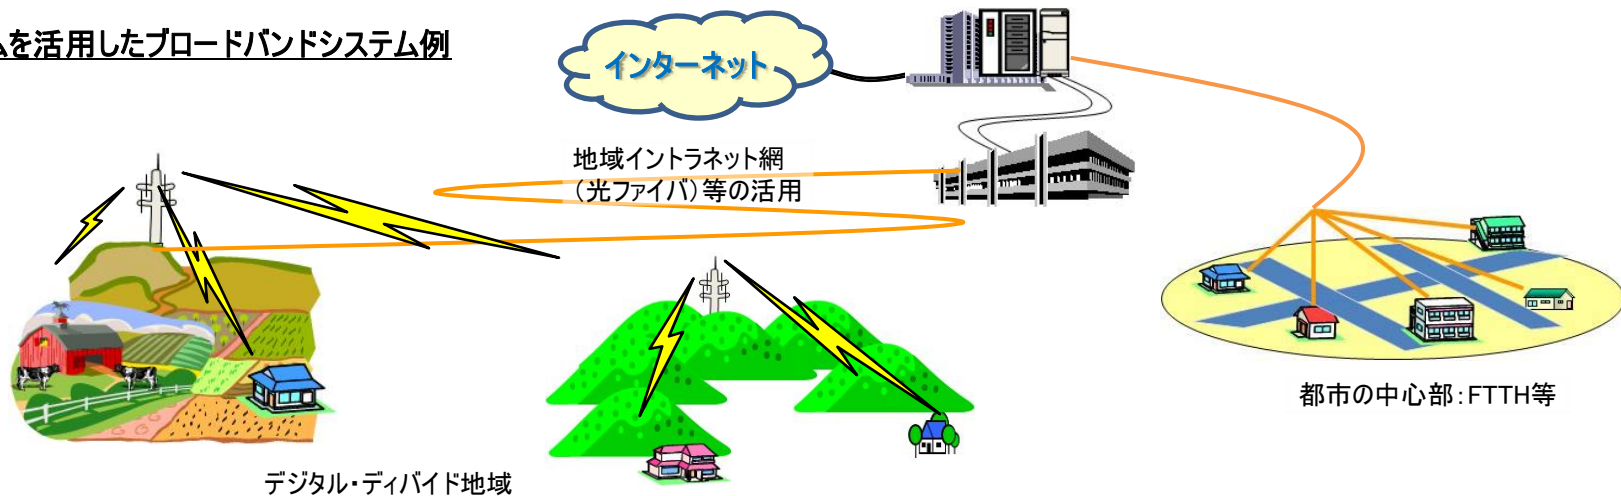 ムを活用したブロードバンドシステム例
インターネット
地域イントラネット網
（光ファイバ）等の活用
都市の中心部：FTTH等
デジタル・ディバイド地域